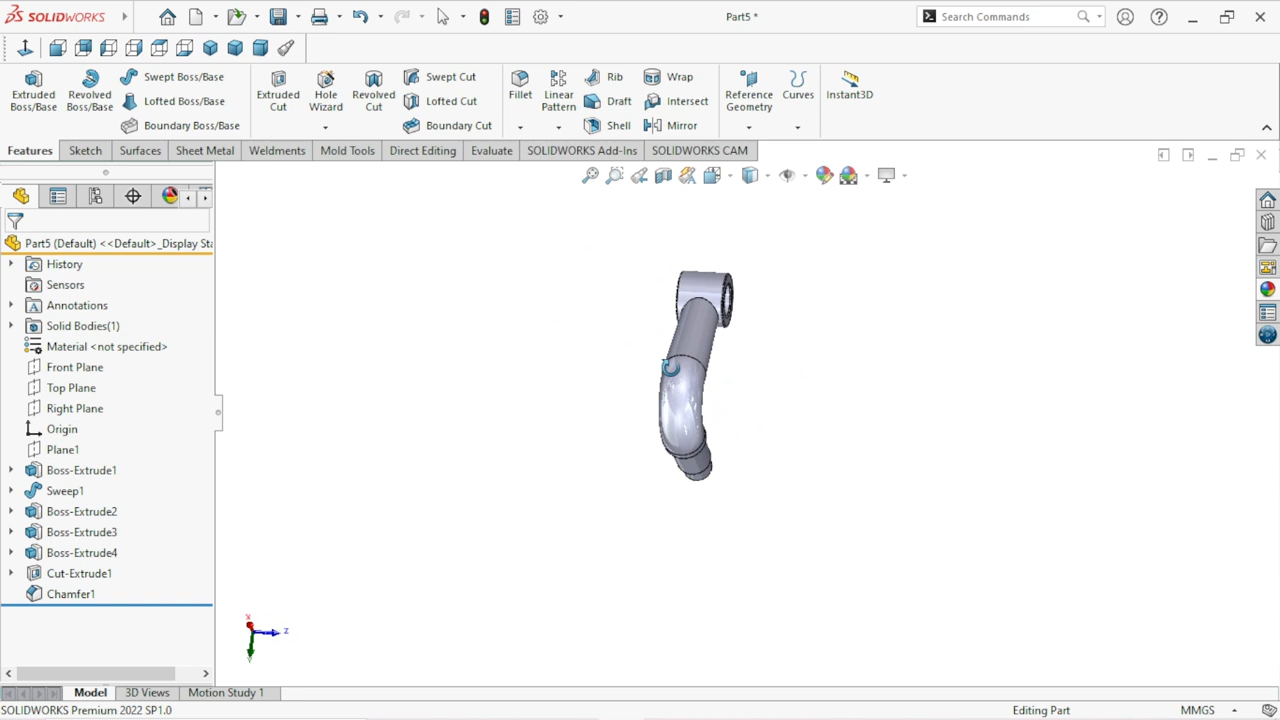 SOLIDWORKS
Part5 *
Search Commands
Extruded Boss/Base
Revolved Boss/Base
Swept Boss/Base
Lofted Boss/Base
Boundary Boss/Base
Extruded Cut
Hole Wizard
Revolved Cut
Swept Cut
Lofted Cut
Boundary Cut
Fillet
Linear Pattern
Rib
Draft
Shell
Wrap
Intersect
Mirror
Reference Geometry
Curves
Instant3D
Features
Sketch
Surfaces
Sheet Metal
Weldments
Mold Tools
Direct Editing
Evaluate
SOLIDWORKS Add-Ins
SOLIDWORKS CAM
Part5 (Default) <<Default>_Display Sta
History
Sensors
Annotations
Solid Bodies(1)
Material <not specified>
Front Plane
Top Plane
Right Plane
Origin
Plane1
Boss-Extrude1
Sweep1
Boss-Extrude2
Boss-Extrude3
Boss-Extrude4
Cut-Extrude1
Chamfer1
X
Z
Y
Model
3D Views
Motion Study 1
SOLIDWORKS Premium 2022 SP1.0
Editing Part
MMGS